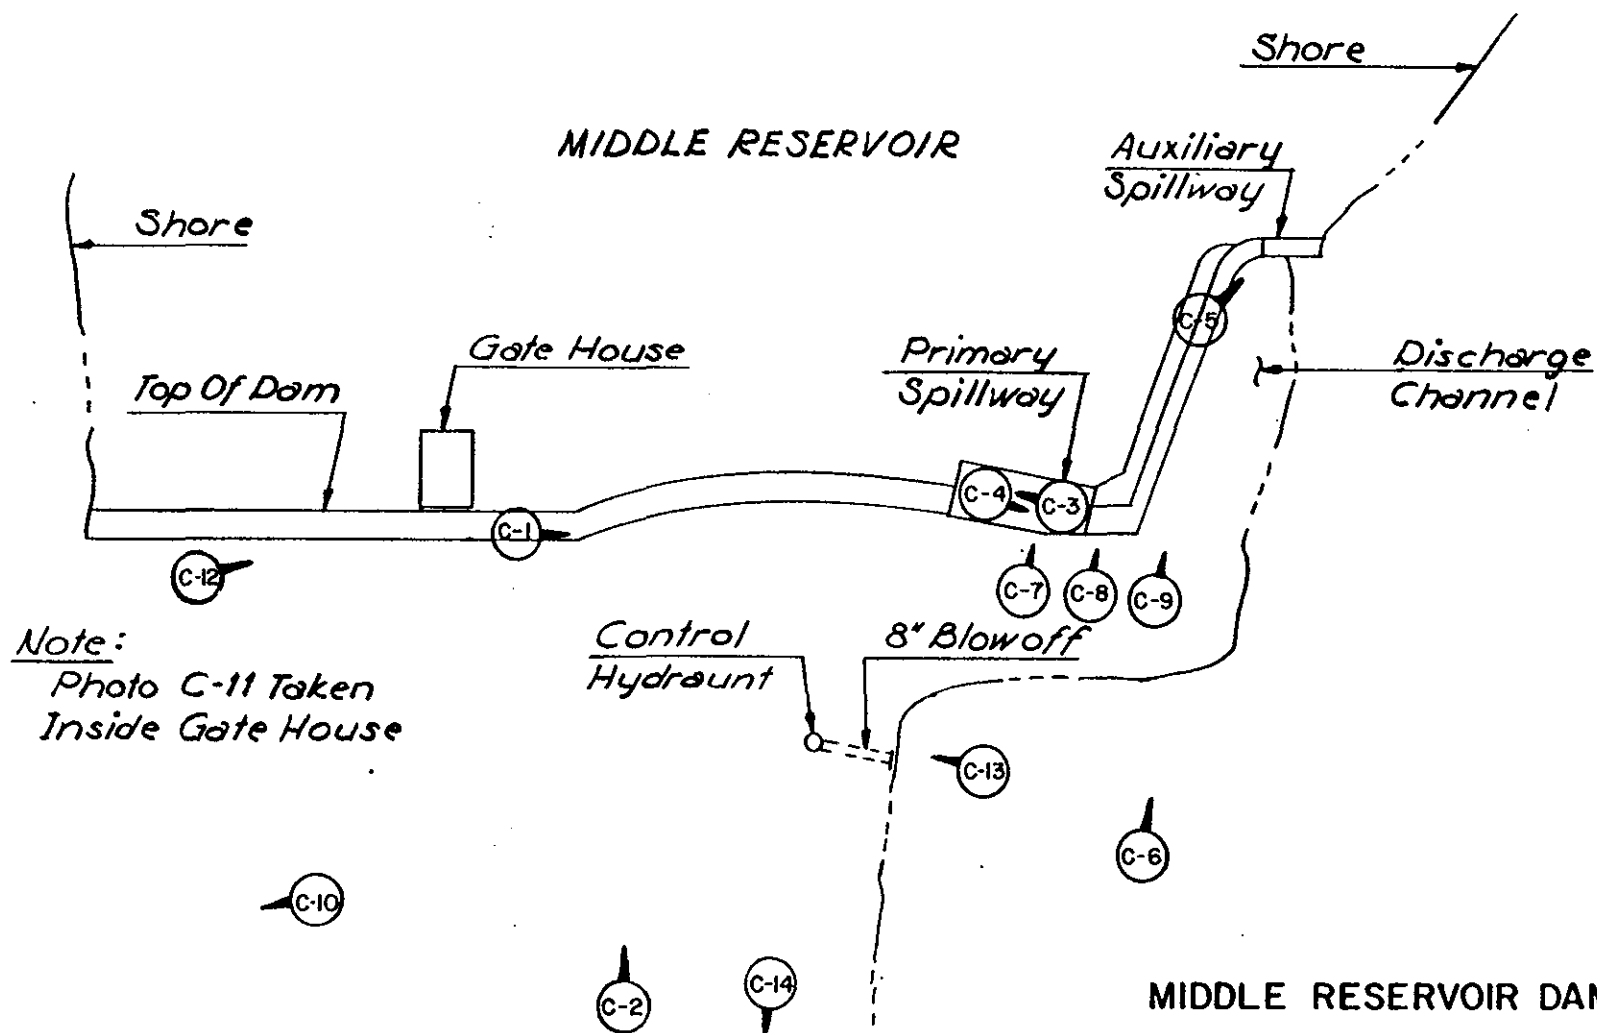 Shore
MIDDLE RESERVOIR
Auxiliary
Spillway
Shore
C-5
Gate House
Primary
Spillway
Discharge
Channel
Top Of Dam
C-4
C-3
C-1
C-12
C-7
C-8
C-9
Note:
Photo C-11 Taken
Inside Gate House
Control
Hydraunt
8" Blowoff
C-13
C-6
C-10
C-2
C-14
MIDDLE RESERVOIR DAM